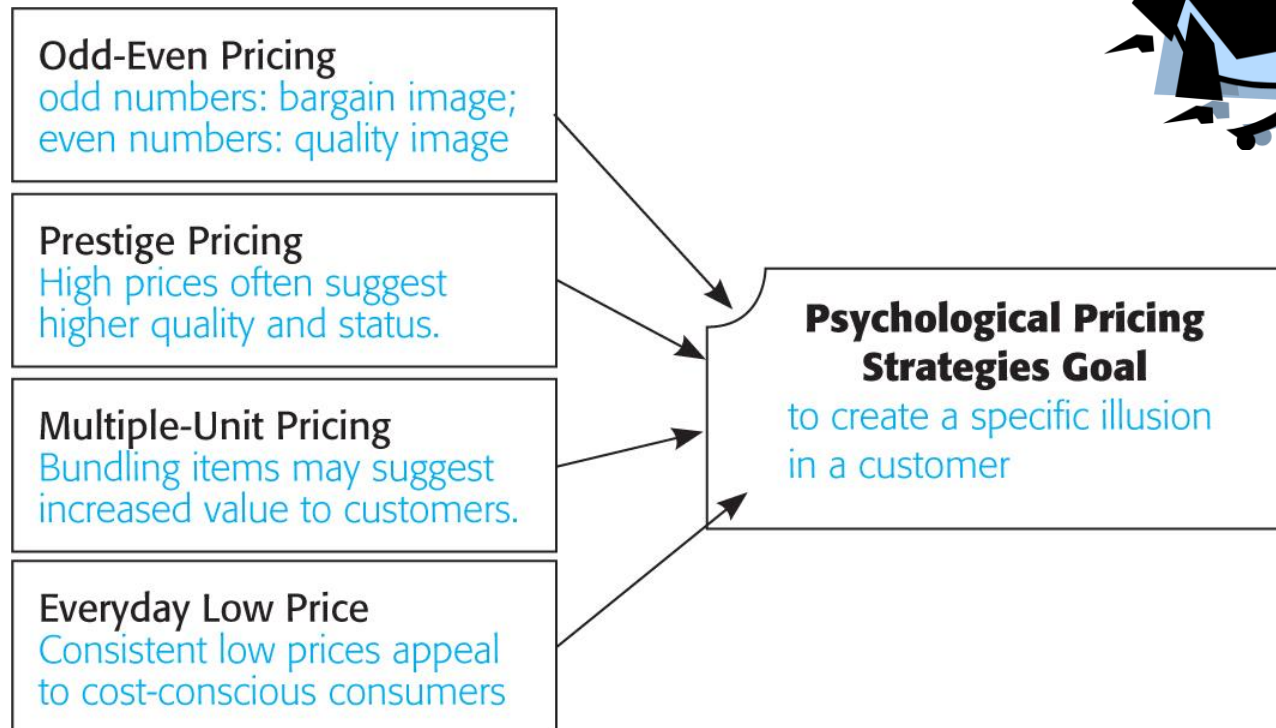 Odd-Even Pricing
odd numbers: bargain image;
even numbers: quality image
Prestige Pricing
High prices often suggest
higher quality and status.
Multiple-Unit Pricing
Bundling items may suggest
increased value to customers.
Everyday Low Price
Consistent low prices appeal
to cost-conscious consumers
Psychological Pricing
Strategies Goal
to create a specific illusion
in a customer